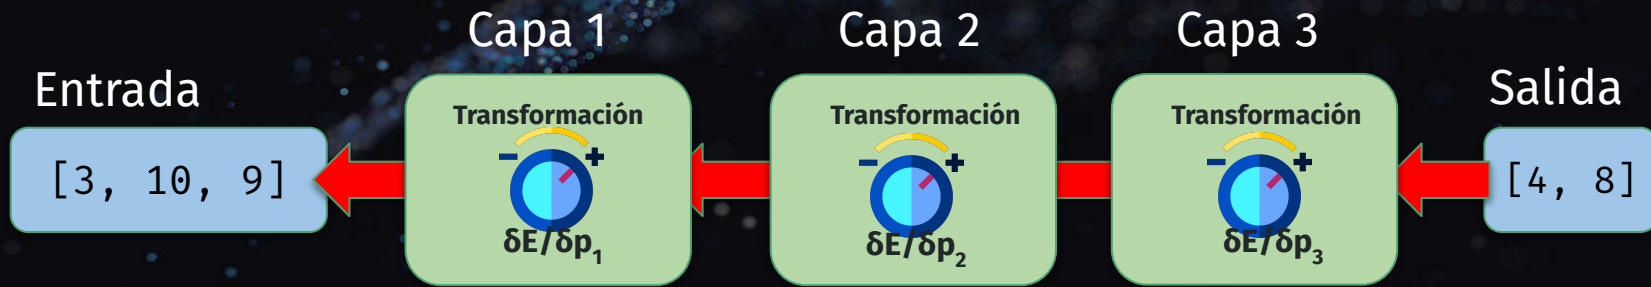 Capa 1
Capa 2
Capa 3
Entrada
Salida
Transformación
Transformación
Transformación
- +
- +
- +
[3, 10, 9]
[4, 8]
δE/δp₁
δE/δp₂
δE/δp₃